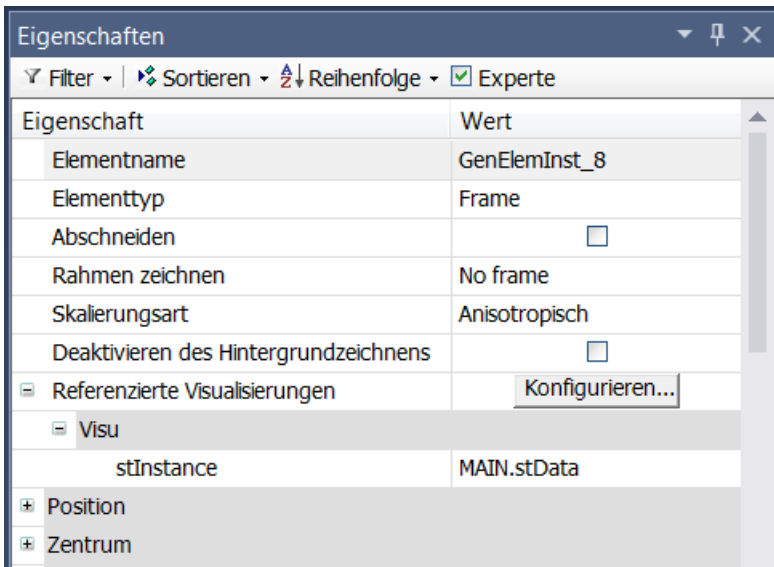 Eigenschaften
Filter Sortieren Reihenfolge Experte
Eigenschaft Wert
Elementname GenElemInst_8
Elementtyp Frame
Abschneiden
Rahmen zeichnen No frame
Skalierungsart Anisotropisch
Deaktivieren des Hintergrundzeichnens
Referenzierte Visualisierungen Konfigurieren...
Visu
stInstance MAIN.stData
Position
Zentrum